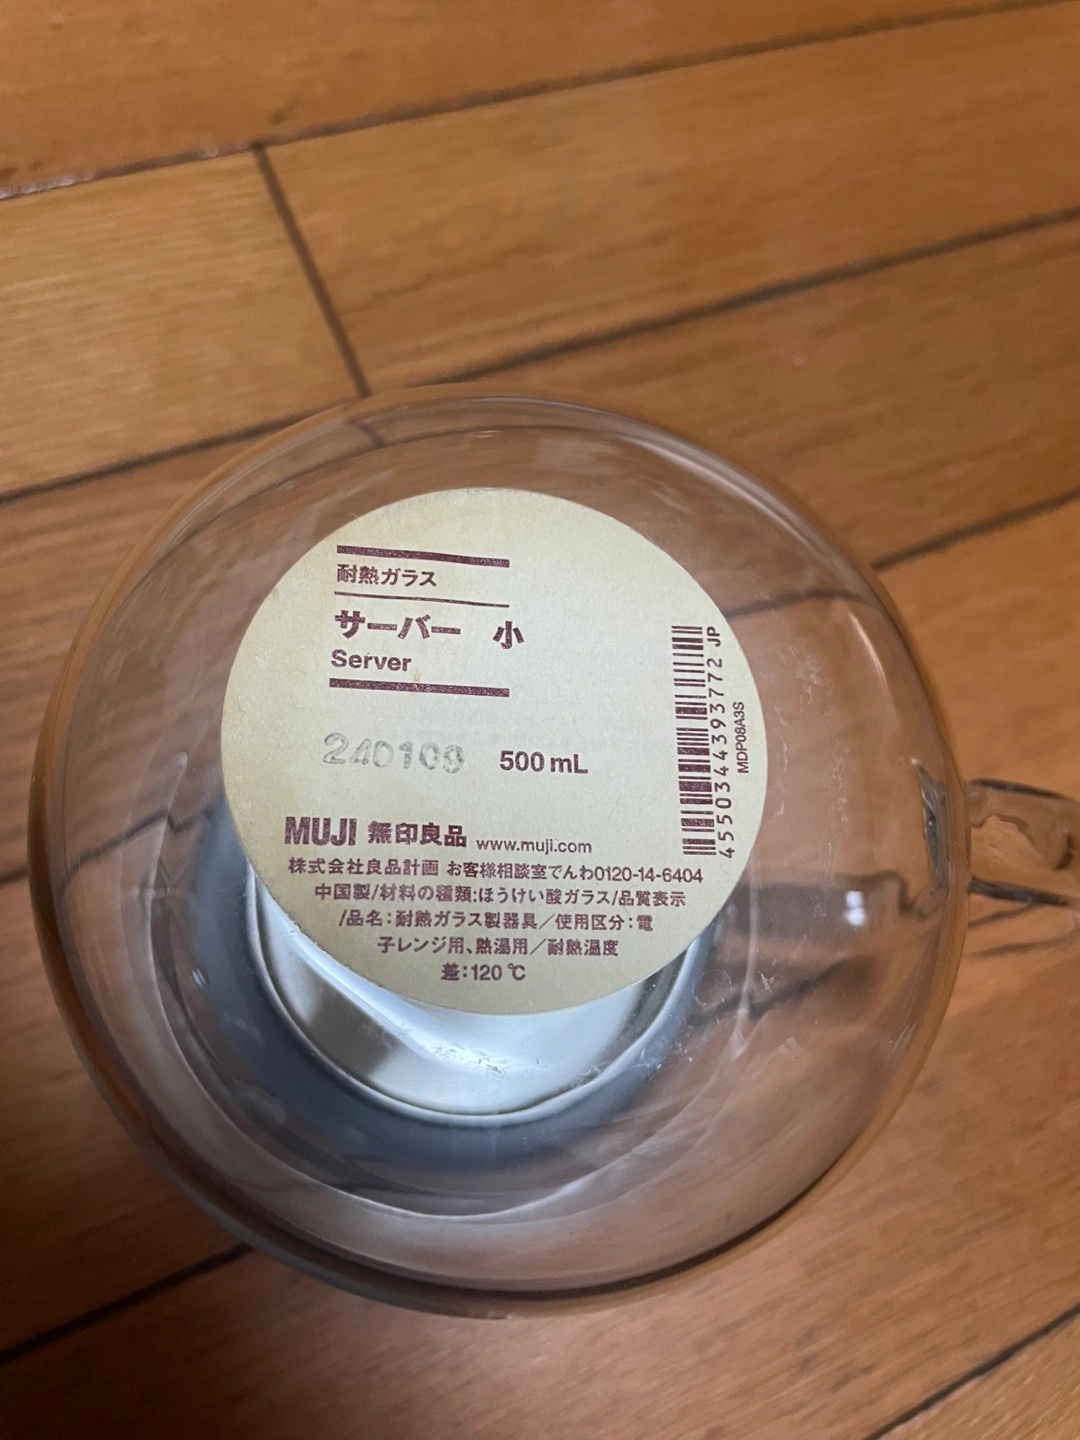 耐熱ガラス
サーバー 小
Server
240109 500mL
MUJI 無印良品 www.muji.com
株式会社良品計画 お客様相談室でんわ0120-14-6404
中国製/材料の種類:ほうけい酸ガラス/品質表示
/品名:耐熱ガラス製器具/使用区分:電
子レンジ用、熱湯用/耐熱温度
差:120℃
4550344393772 JP
MDP08A3S